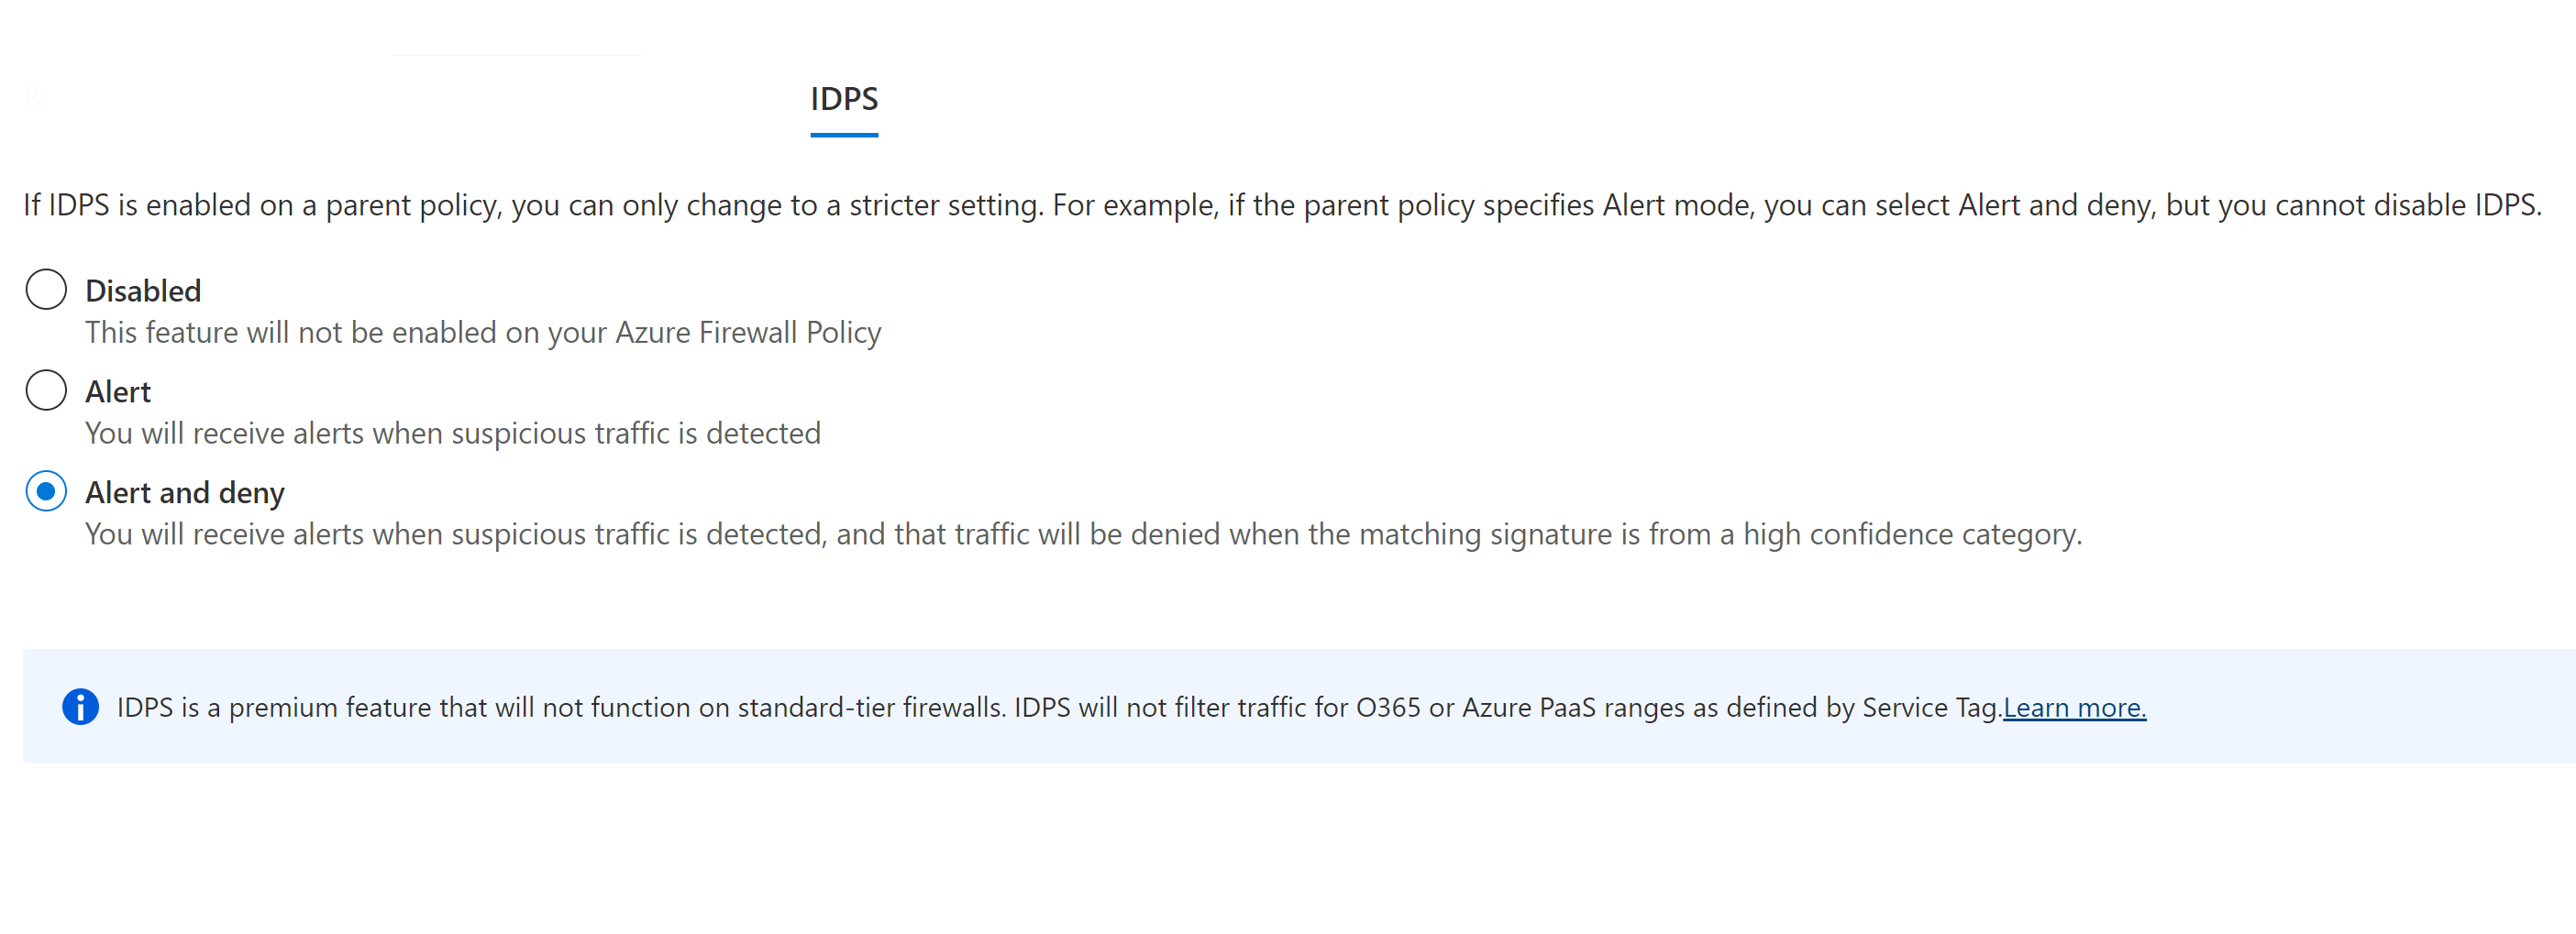 IDPS
If IDPS is enabled on a parent policy, you can only change to a stricter setting. For example, if the parent policy specifies Alert mode, you can select Alert and deny, but you cannot disable IDPS.
Disabled
This feature will not be enabled on your Azure Firewall Policy
Alert
You will receive alerts when suspicious traffic is detected
Alert and deny
You will receive alerts when suspicious traffic is detected, and that traffic will be denied when the matching signature is from a high confidence category.
IDPS is a premium feature that will not function on standard-tier firewalls. IDPS will not filter traffic for O365 or Azure PaaS ranges as defined by Service Tag.Learn more.